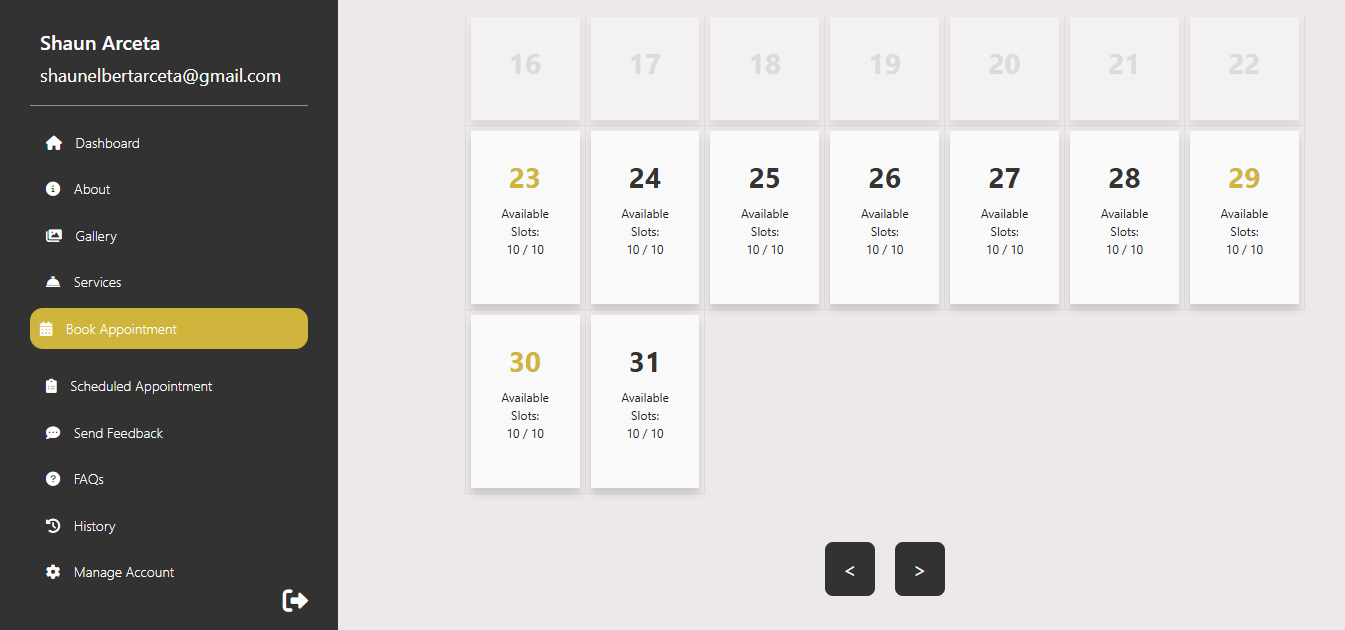 Shaun Arceta
shaunelbertarceta@gmail.com
Dashboard
About
Gallery
Services
Book Appointment
Scheduled Appointment
Send Feedback
FAQs
History
Manage Account
16 17 18 19 20 21 22
23 24 25 26 27 28 29
Available Available Available Available Available Available Available
Slots: Slots: Slots: Slots: Slots: Slots: Slots:
10 / 10 10 / 10 10 / 10 10 / 10 10 / 10 10 / 10 10 / 10
30 31
Available Available
Slots: Slots:
10 / 10 10 / 10
< >